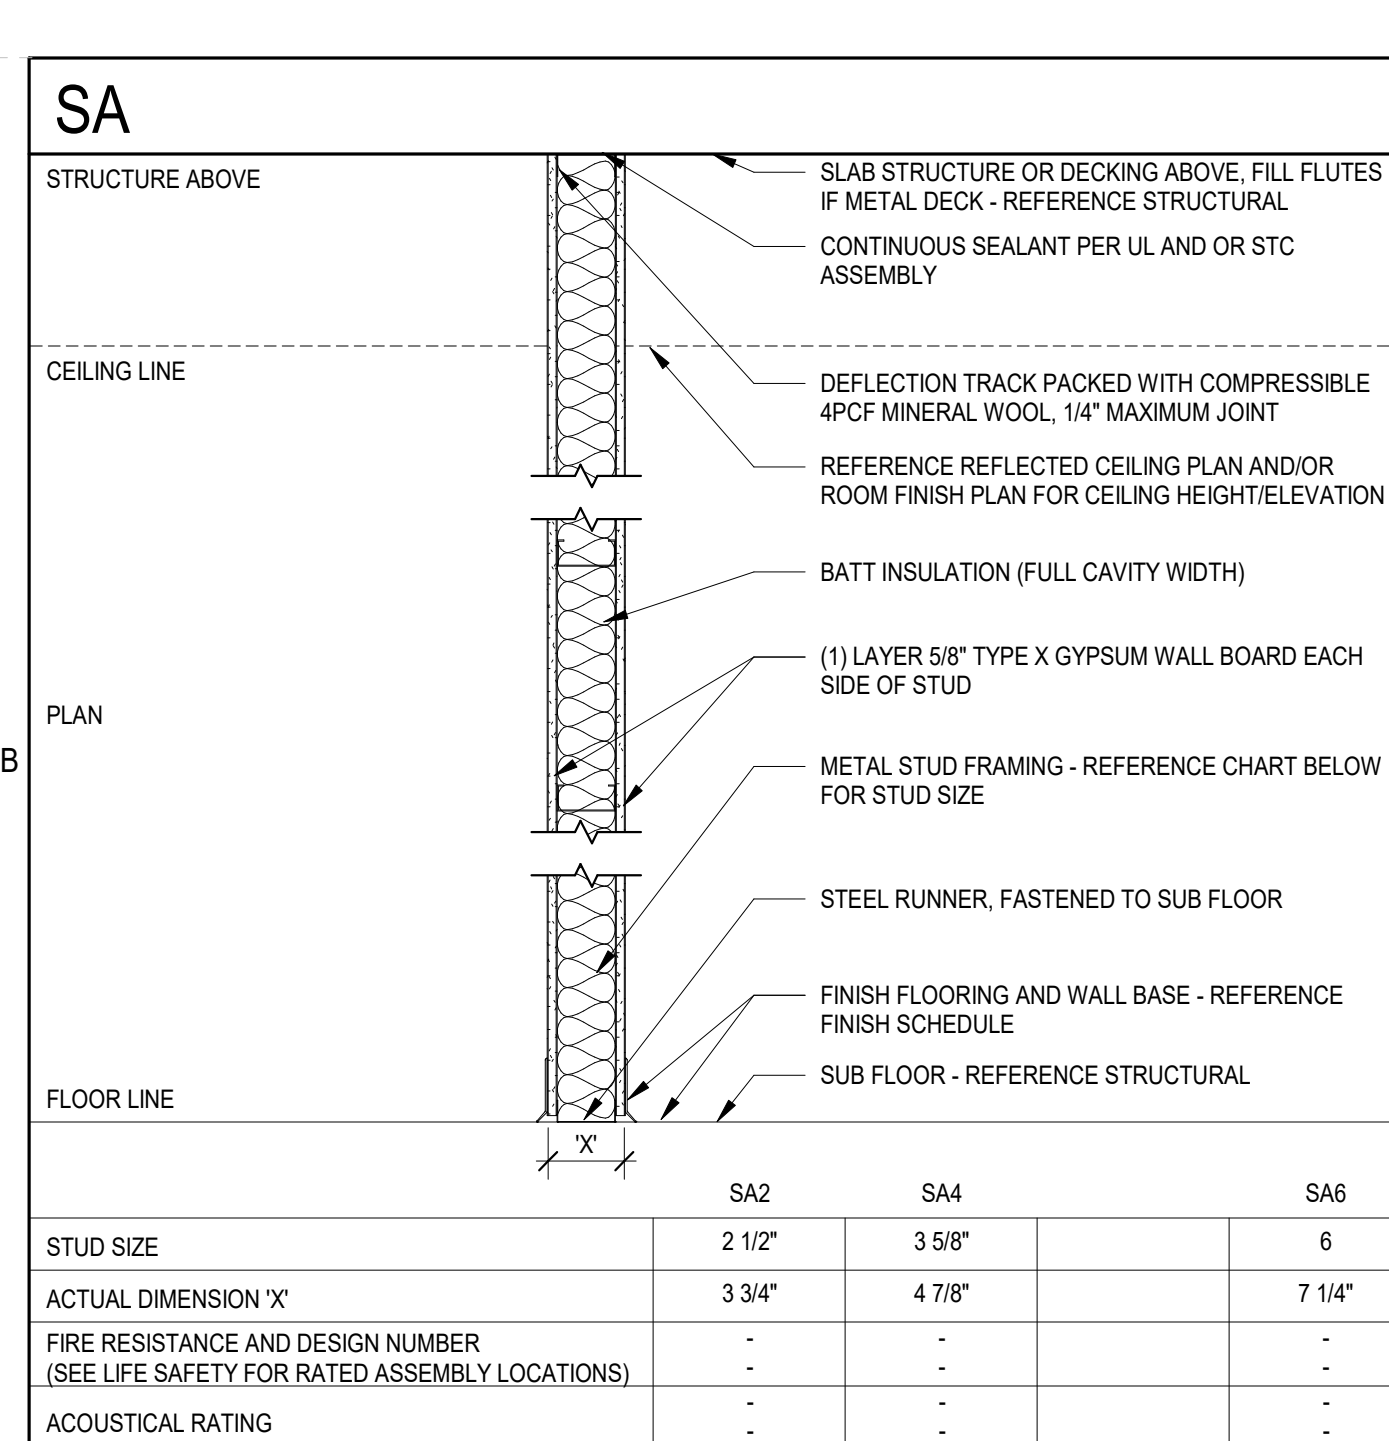 SA
STRUCTURE ABOVE
SLAB STRUCTURE OR DECKING ABOVE, FILL FLUTES
IF METAL DECK - REFERENCE STRUCTURAL
CONTINUOUS SEALANT PER UL AND OR STC
ASSEMBLY
CEILING LINE
DEFLECTION TRACK PACKED WITH COMPRESSIBLE
4PCF MINERAL WOOL, 1/4" MAXIMUM JOINT
REFERENCE REFLECTED CEILING PLAN AND/OR
ROOM FINISH PLAN FOR CEILING HEIGHT/ELEVATION
BATT INSULATION (FULL CAVITY WIDTH)
(1) LAYER 5/8" TYPE X GYPSUM WALL BOARD EACH
SIDE OF STUD
PLAN
B
METAL STUD FRAMING - REFERENCE CHART BELOW
FOR STUD SIZE
STEEL RUNNER, FASTENED TO SUB FLOOR
FINISH FLOORING AND WALL BASE - REFERENCE
FINISH SCHEDULE
SUB FLOOR - REFERENCE STRUCTURAL
FLOOR LINE
'X'
SA2 SA4 SA6
STUD SIZE 2 1/2" 3 5/8" 6
ACTUAL DIMENSION 'X' 3 3/4" 4 7/8" 7 1/4"
FIRE RESISTANCE AND DESIGN NUMBER - - -
(SEE LIFE SAFETY FOR RATED ASSEMBLY LOCATIONS) - - -
- - -
ACOUSTICAL RATING - - -